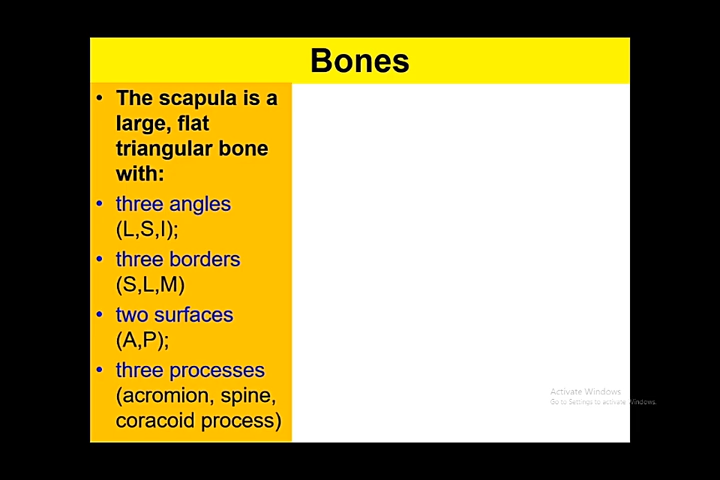 Bones
• The scapula is a
large, flat
triangular bone
with:
• three angles
(L,S,I);
• three borders
(S,L,M)
• two surfaces
(A,P);
• three processes
(acromion, spine,
coracoid process)
Activate Windows
Go to Settings to activate Windows.